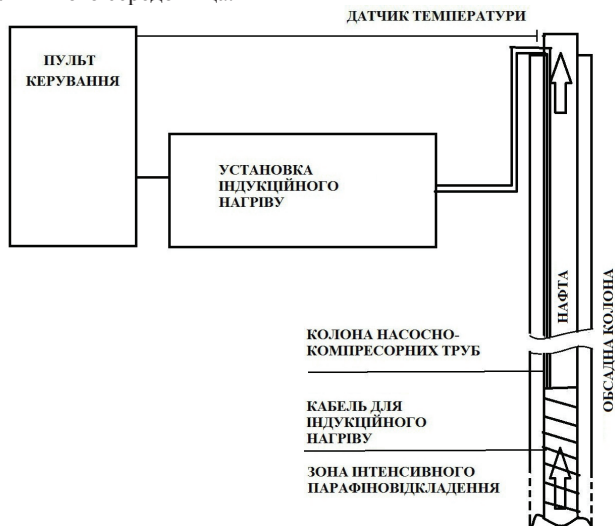 ДАТЧИК ТЕМПЕРАТУРИ
ПУЛЬТ
КЕРУВАННЯ
УСТАНОВКА
ІНДУКЦІЙНОГО
НАГРІВУ
НАФТА
ОБСАДНА КОЛОНА
КОЛОНА НАСОСНО-
КОМПРЕСОРНИХ ТРУБ
КАБЕЛЬ ДЛЯ
ІНДУКЦІЙНОГО
НАГРІВУ
ЗОНА ІНТЕНСИВНОГО
ПАРАФІНОВІДКЛАДЕННЯ